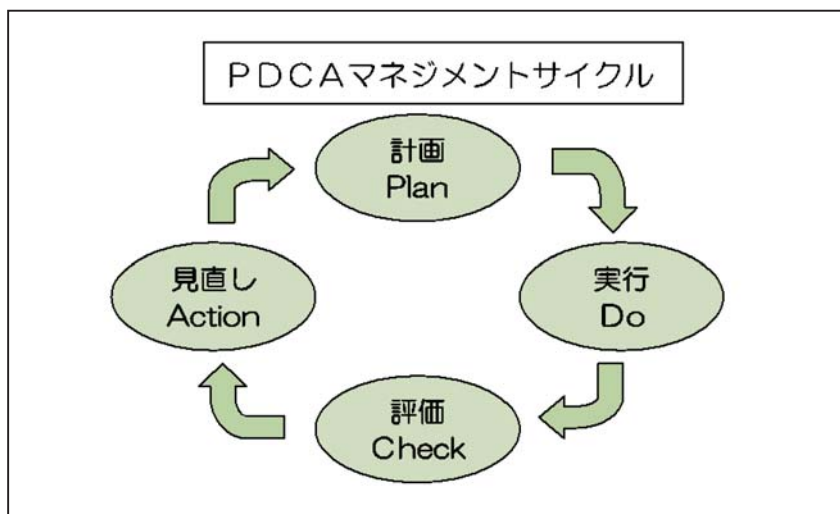 ＰＤＣＡマネジメントサイクル
計画
Plan
実行
Do
評価
Check
見直し
Action